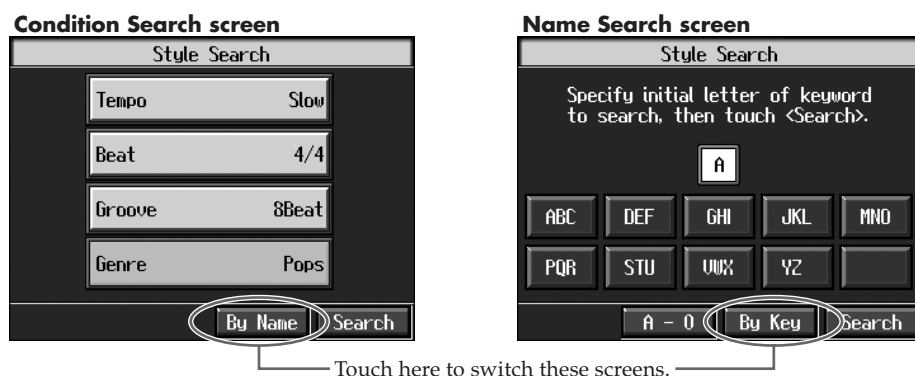 Condition Search screen
Style Search
Tempo Slow
Beat 4/4
Groove 8Beat
Genre Pops
By Name Search
Name Search screen
Style Search
Specify initial letter of keyword
to search, then touch <Search>.
A
ABC DEF GHI JKL MNO
PQR STU VWX YZ
A - 0 By Key Search
Touch here to switch these screens.